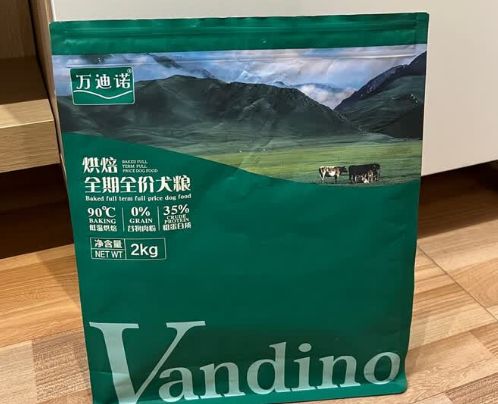 万迪诺
烘焙 BAKED FULL
TERM FULL
PRICE DOG FOOD
全期全价犬粮
Baked full term full price dog food
90℃ 0% 35%
BAKING GRAIN CRUDE PROTEIN
低温烘焙 谷物肉粉 粗蛋白质
净含量
NET WT 2kg
Vandino